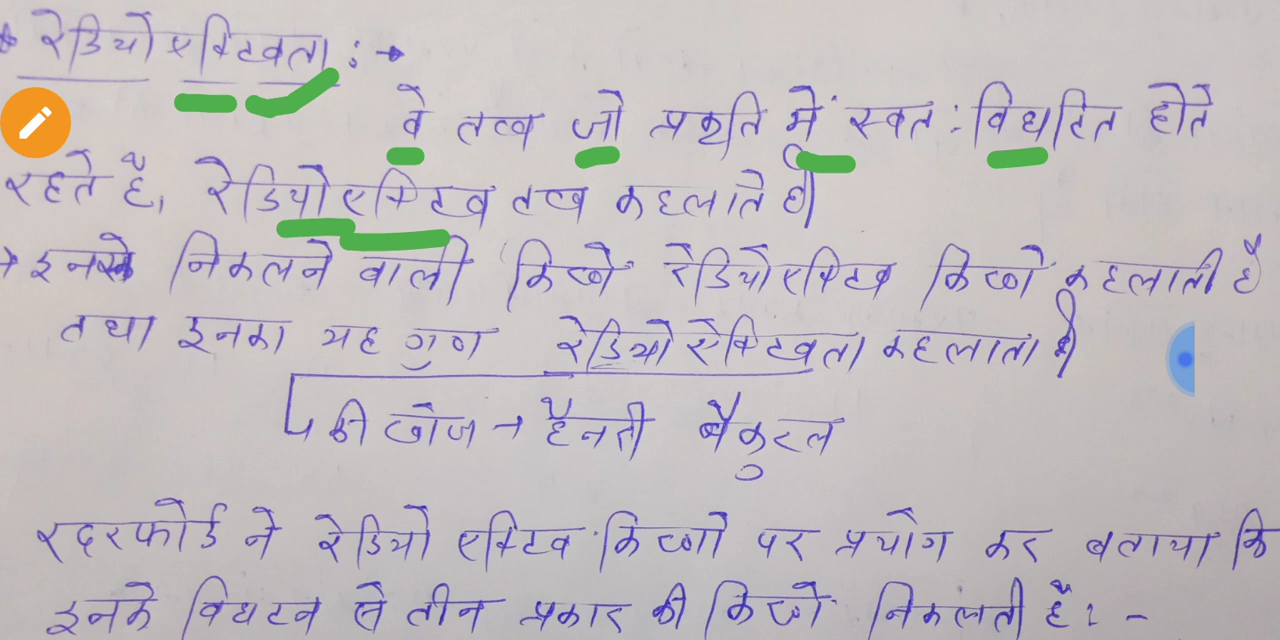 * रेडियो एक्टिवता :→
वे तत्व जो प्रकृति में स्वत: विघटित होते
रहते हैं, रेडियोएक्टिव तत्व कहलाते है।
→ इनसे निकलने वाली किरणे रेडियोएक्टिव किरणे कहलाती है
तथा इनका यह गुण रेडियोऐक्टिवता कहलाता है।
↳ की खोज → हैनरी बैकुरल
रदरफोर्ड ने रेडियो एक्टिव किरणो पर प्रयोग कर बताया कि
इनके विघटन से तीन प्रकार की किरणे निकलती हैं: -